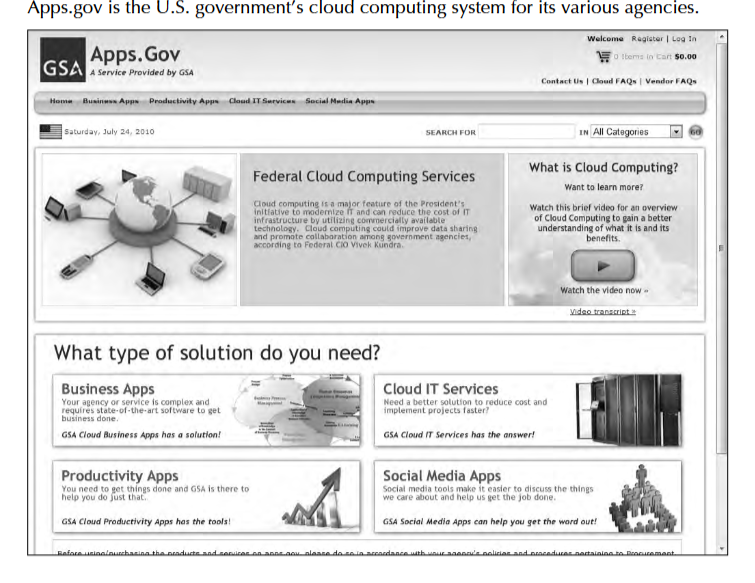 Apps.gov is the U.S. government's cloud computing system for its various agencies.
Welcome Register | Log In
GSA
Apps.Gov
A Service Provided by GSA
0 Items in Cart $0.00
Contact Us | Cloud FAQs | Vendor FAQs
Home Business Apps Productivity Apps Cloud IT Services Social Media Apps
Saturday, July 24, 2010
SEARCH FOR IN All Categories GO
Federal Cloud Computing Services
Cloud computing is a major feature of the President's
initiative to modernize IT and can reduce the cost of IT
infrastructure by utilizing commercially available
technology. Cloud computing could improve data sharing
and promote collaboration among government agencies,
according to Federal CIO Vivek Kundra.
What is Cloud Computing?
Want to learn more?
Watch this brief video for an overview
of Cloud Computing to gain a better
understanding of what it is and its
benefits.
Watch the video now »
Video transcript »
What type of solution do you need?
Business Apps
Your agency or service is complex and
requires state-of-the-art software to get
business done.
GSA Cloud Business Apps has a solution!
Cloud IT Services
Need a better solution to reduce cost and
implement projects faster?
GSA Cloud IT Services has the answer!
Productivity Apps
You need to get things done and GSA is there to
help you do just that.
GSA Cloud Productivity Apps has the tools!
Social Media Apps
Social media tools make it easier to discuss the things
we care about and help us get the job done.
GSA Social Media Apps can help you get the word out!
Before using/purchasing the products and services on apps.gov, please do so in accordance with your agency's policies and procedures pertaining to Procurement,